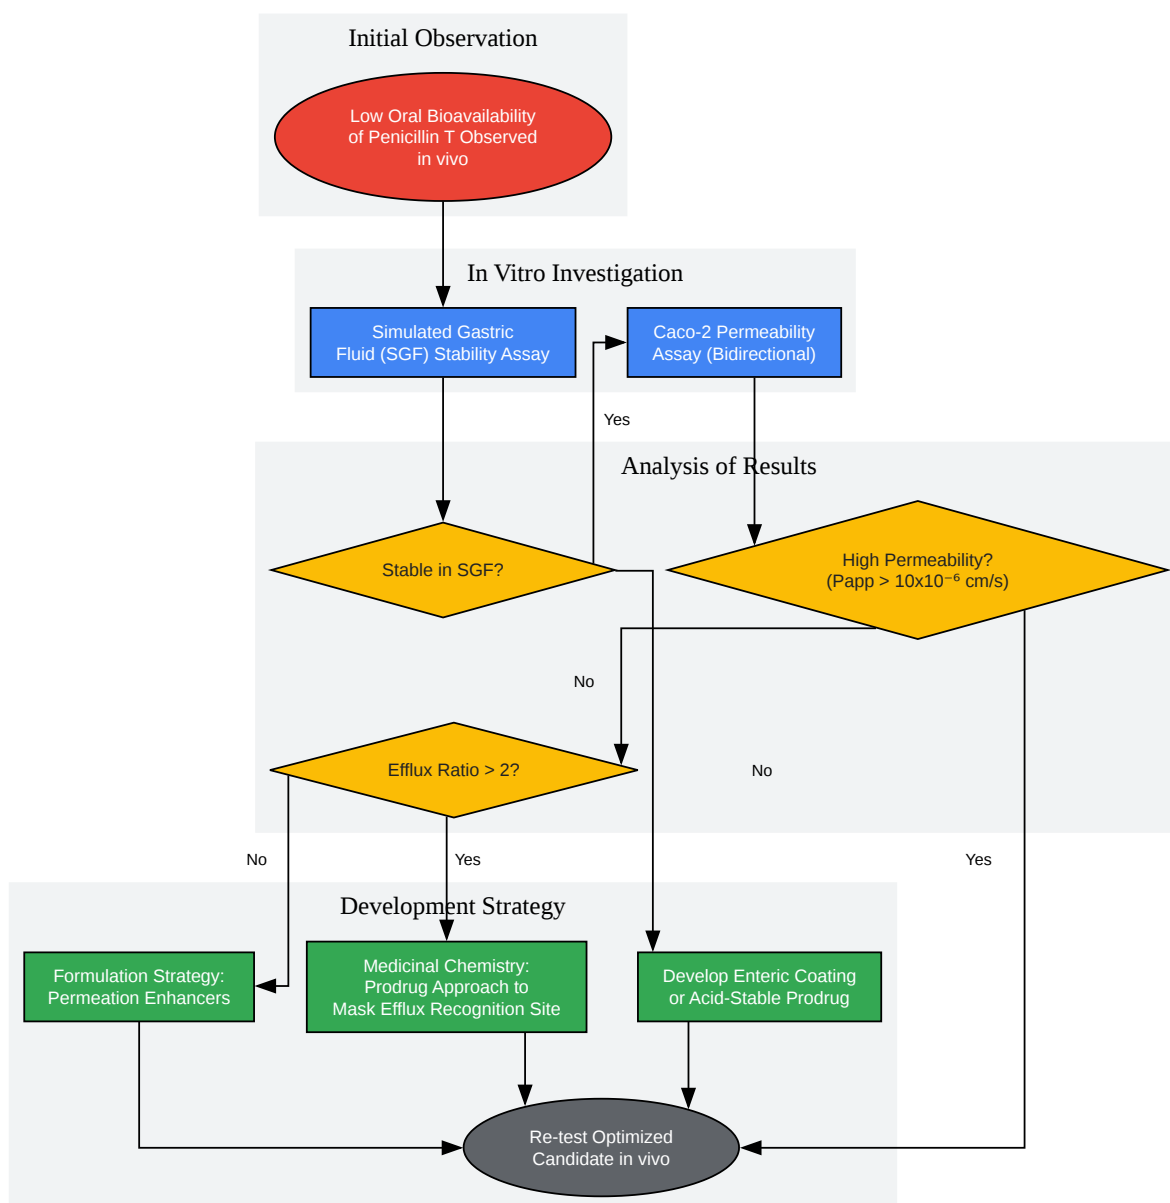 Initial Observation
Low Oral Bioavailability
of Penicillin T Observed
in vivo
In Vitro Investigation
Simulated Gastric
Fluid (SGF) Stability Assay
Caco-2 Permeability
Assay (Bidirectional)
Yes
Analysis of Results
Stable in SGF?
High Permeability?
(Papp > 10x10⁻⁶ cm/s)
No
Efflux Ratio > 2?
No
No
Yes
Yes
Development Strategy
Formulation Strategy:
Permeation Enhancers
Medicinal Chemistry:
Prodrug Approach to
Mask Efflux Recognition Site
Develop Enteric Coating
or Acid-Stable Prodrug
Re-test Optimized
Candidate in vivo